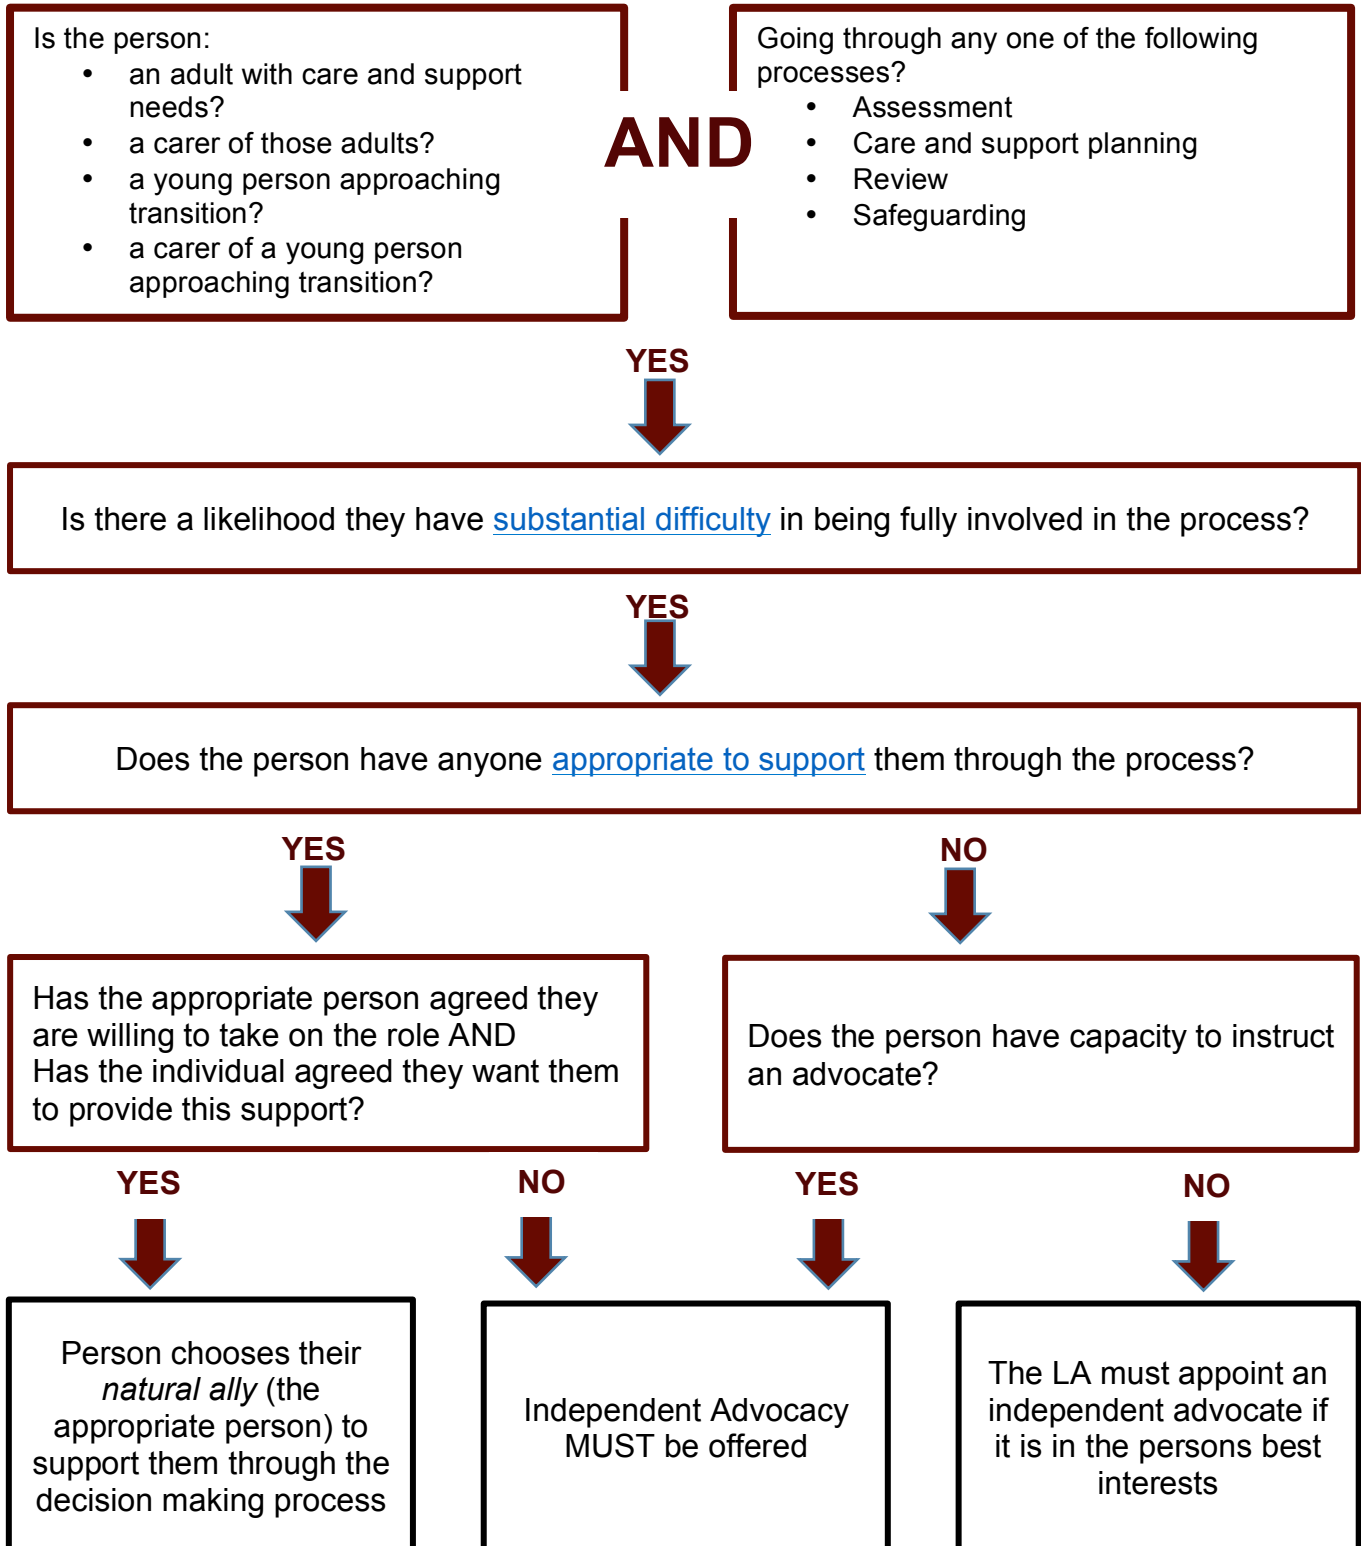 Is the person:
• an adult with care and support
needs?
• a carer of those adults?
• a young person approaching
transition?
• a carer of a young person
approaching transition?
AND
Going through any one of the following
processes?
• Assessment
• Care and support planning
• Review
• Safeguarding
YES
Is there a likelihood they have substantial difficulty in being fully involved in the process?
YES
Does the person have anyone appropriate to support them through the process?
YES
NO
Has the appropriate person agreed they
are willing to take on the role AND
Has the individual agreed they want them
to provide this support?
Does the person have capacity to instruct
an advocate?
YES
NO
YES
NO
Person chooses their
natural ally (the
appropriate person) to
support them through the
decision making process
Independent Advocacy
MUST be offered
The LA must appoint an
independent advocate if
it is in the persons best
interests